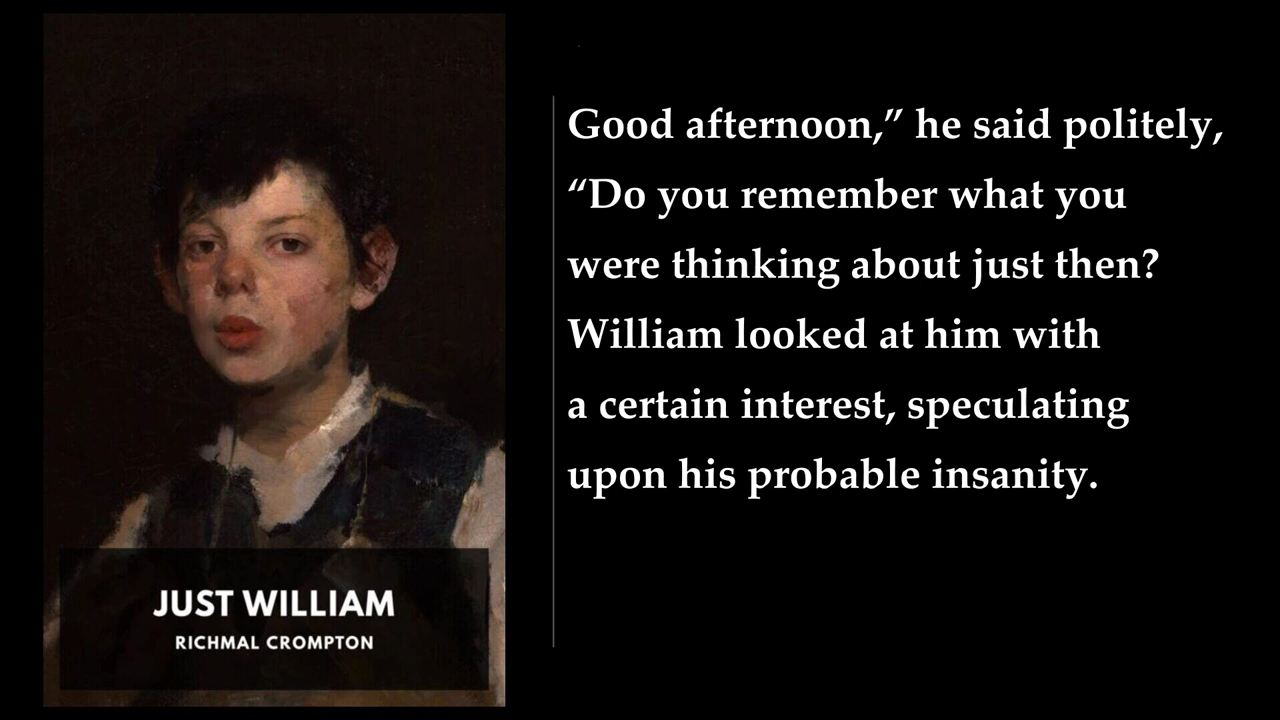 JUST WILLIAM
RICHMAL CROMPTON
Good afternoon,” he said politely,
“Do you remember what you
were thinking about just then?
William looked at him with
a certain interest, speculating
upon his probable insanity.